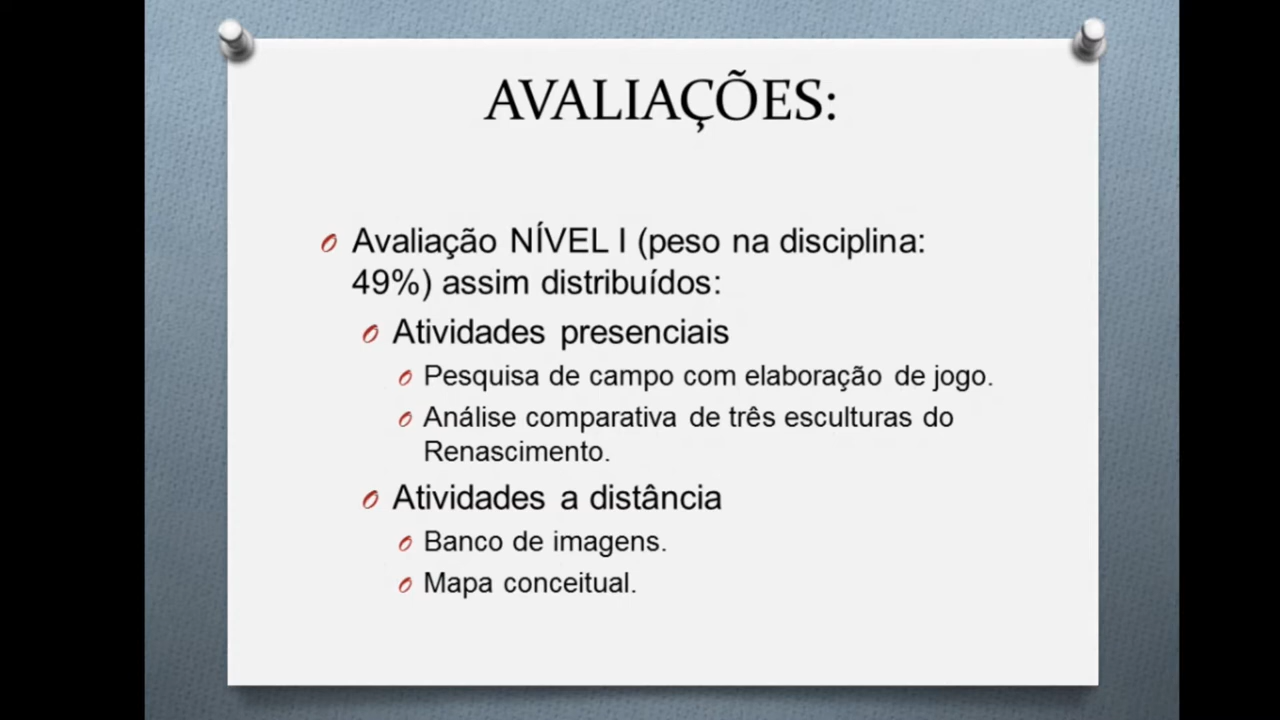 AVALIAÇÕES:
Avaliação NÍVEL I (peso na disciplina:
49%) assim distribuídos:
Atividades presenciais
Pesquisa de campo com elaboração de jogo.
Análise comparativa de três esculturas do
Renascimento.
Atividades a distância
Banco de imagens.
Mapa conceitual.